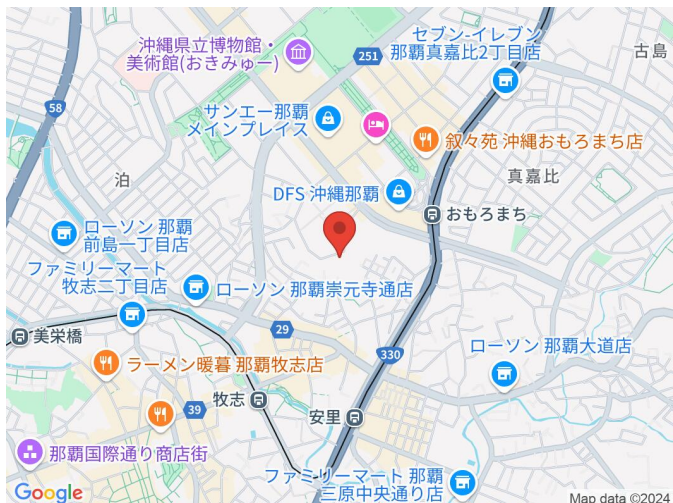 沖縄県立博物館・
美術館(おきみゅー)
251
セブン-イレブン
那覇真嘉比2丁目店
古島
58
サンエー那覇
メインプレイス
叙々苑 沖縄おもろまち店
泊
真嘉比
DFS 沖縄那覇
おもろまち
ローソン 那覇
前島一丁目店
ファミリーマート
牧志二丁目店
ローソン 那覇崇元寺通店
美栄橋
29
330
ローソン 那覇大道店
ラーメン暖暮 那覇牧志店
牧志
39
安里
那覇国際通り商店街
ファミリーマート 那覇
三原中央通り店
Google
Map data ©2024